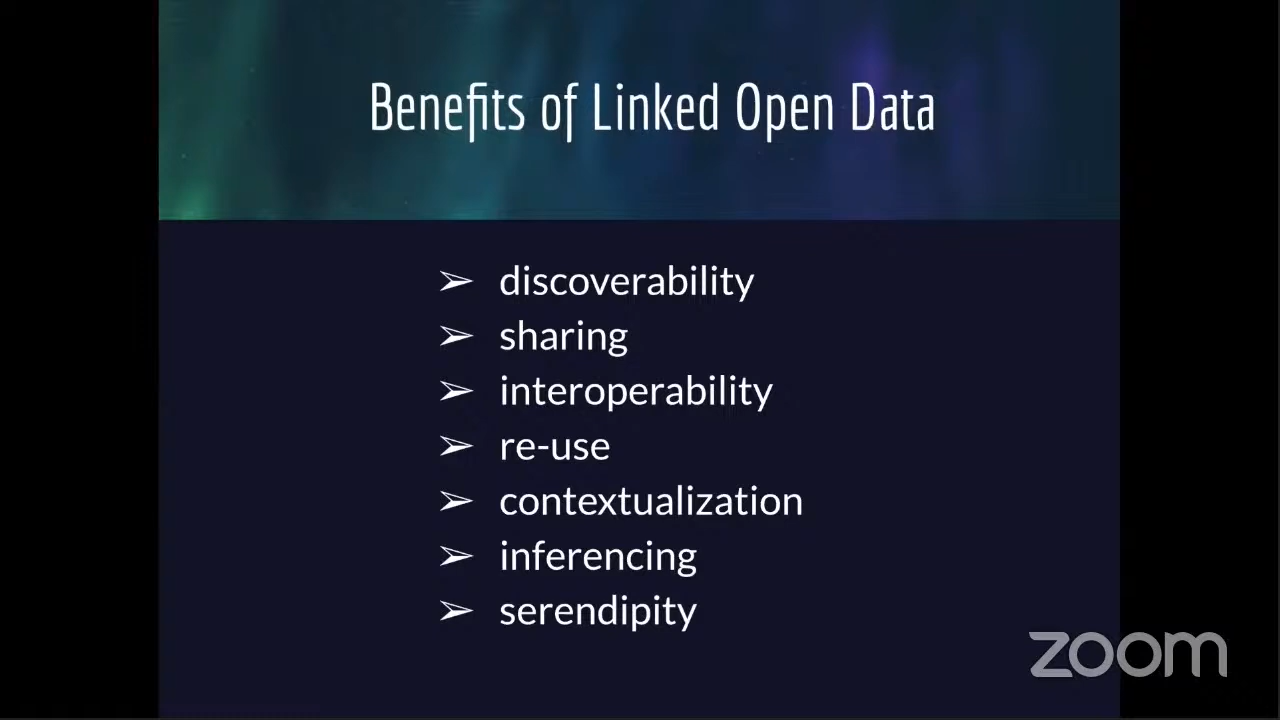 Benefits of Linked Open Data
➢ discoverability
➢ sharing
➢ interoperability
➢ re-use
➢ contextualization
➢ inferencing
➢ serendipity
zoom